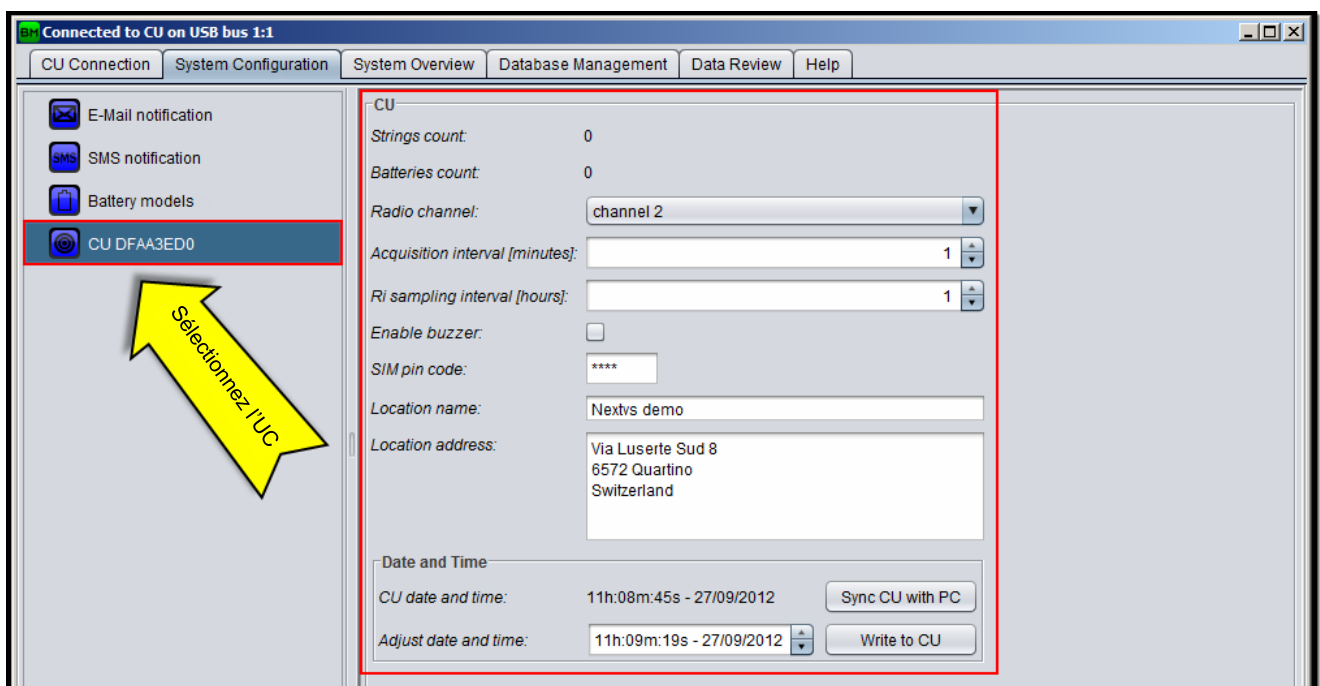 BM Connected to CU on USB bus 1:1
CU Connection System Configuration System Overview Database Management Data Review Help
E-Mail notification
SMS SMS notification
Battery models
CU DFAA3ED0
Sélectionnez l'UC
CU
Strings count: 0
Batteries count: 0
Radio channel: channel 2
Acquisition interval [minutes]: 1
Ri sampling interval [hours]: 1
Enable buzzer:
SIM pin code: ****
Location name: Nextys demo
Location address: Via Luserte Sud 8
6572 Quartino
Switzerland
Date and Time
CU date and time: 11h:08m:45s - 27/09/2012 Sync CU with PC
Adjust date and time: 11h:09m:19s - 27/09/2012 Write to CU